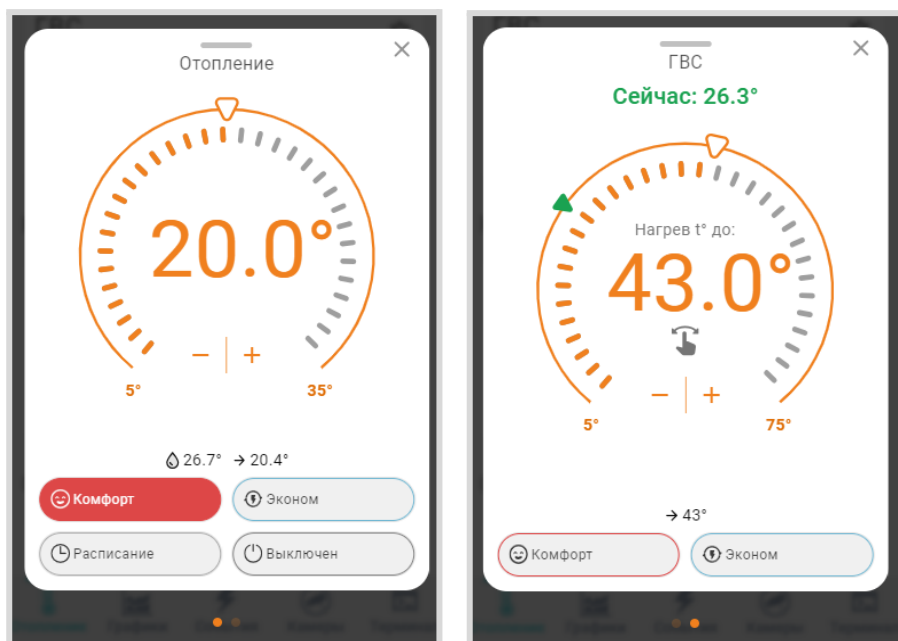 Отопление
20.0°
− +
5° 35°
26.7° → 20.4°
Комфорт
Эконом
Расписание
Выключен
ГВС
Сейчас: 26.3°
Нагрев t° до:
43.0°
− +
5° 75°
→ 43°
Комфорт
Эконом